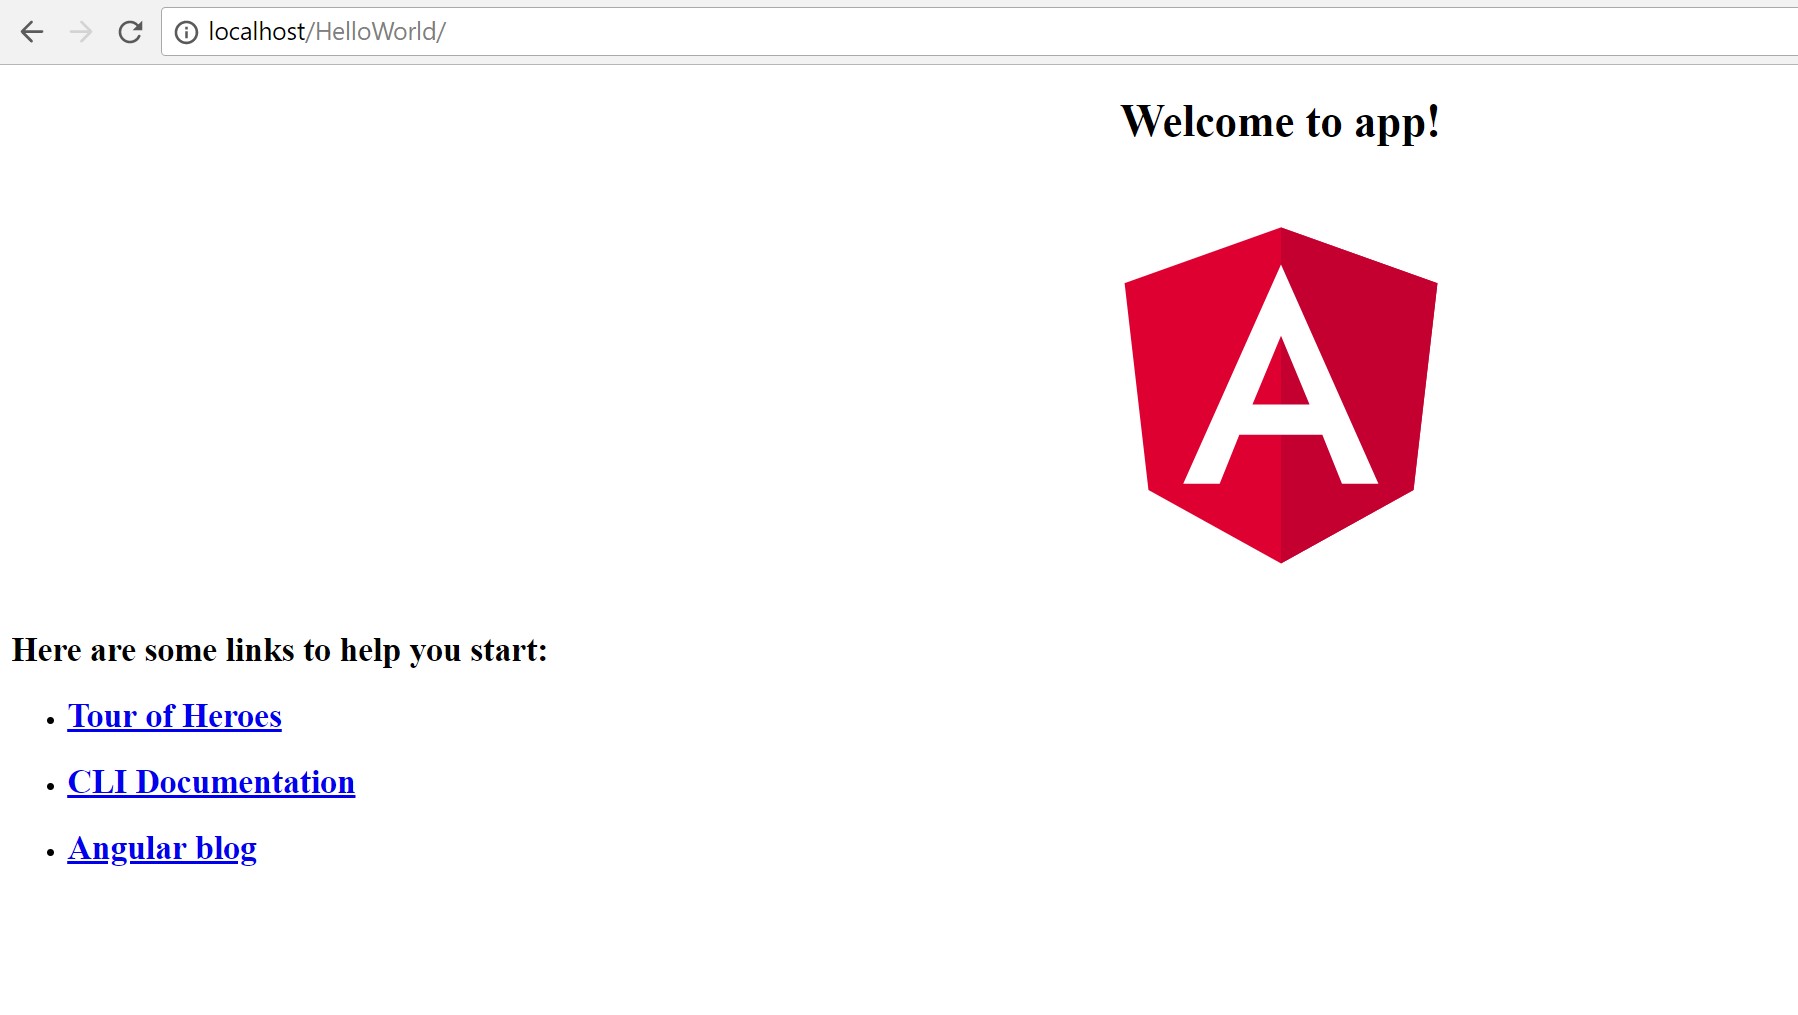 localhost/HelloWorld/
Welcome to app!
A
Here are some links to help you start:
Tour of Heroes
CLI Documentation
Angular blog